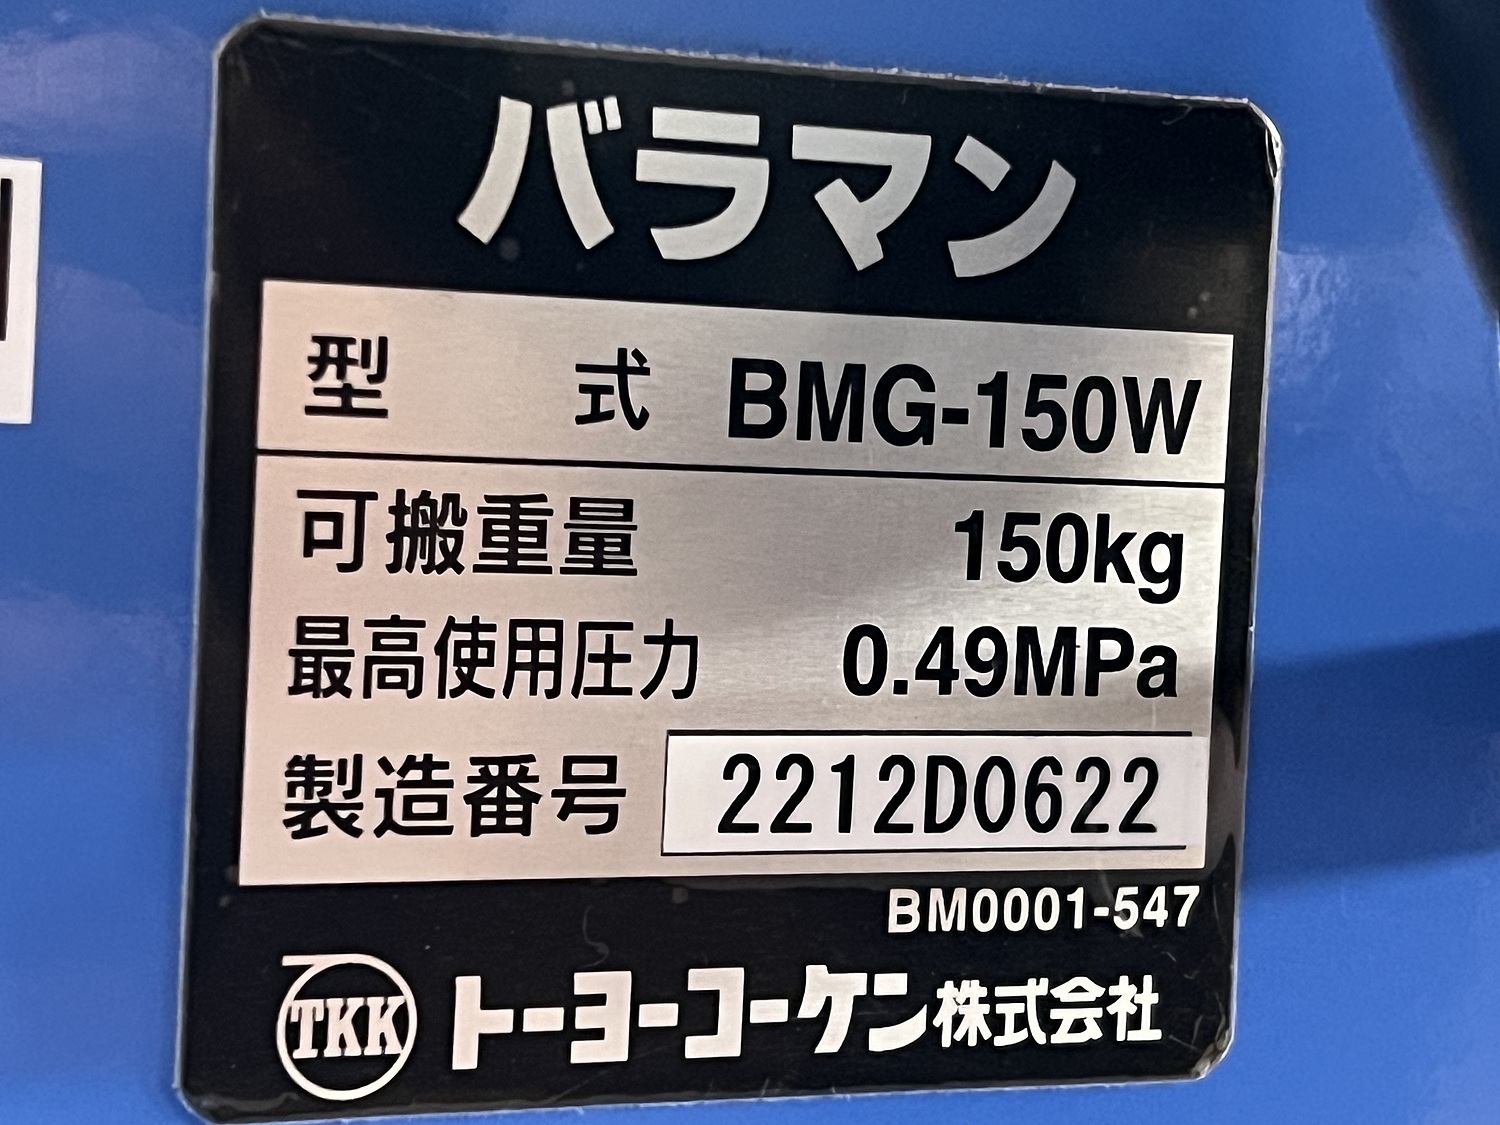 バラマン
型 式 BMG-150W
可搬重量 150kg
最高使用圧力 0.49MPa
製造番号 2212D0622
BM0001-547
TKK トーヨーコーケン株式会社